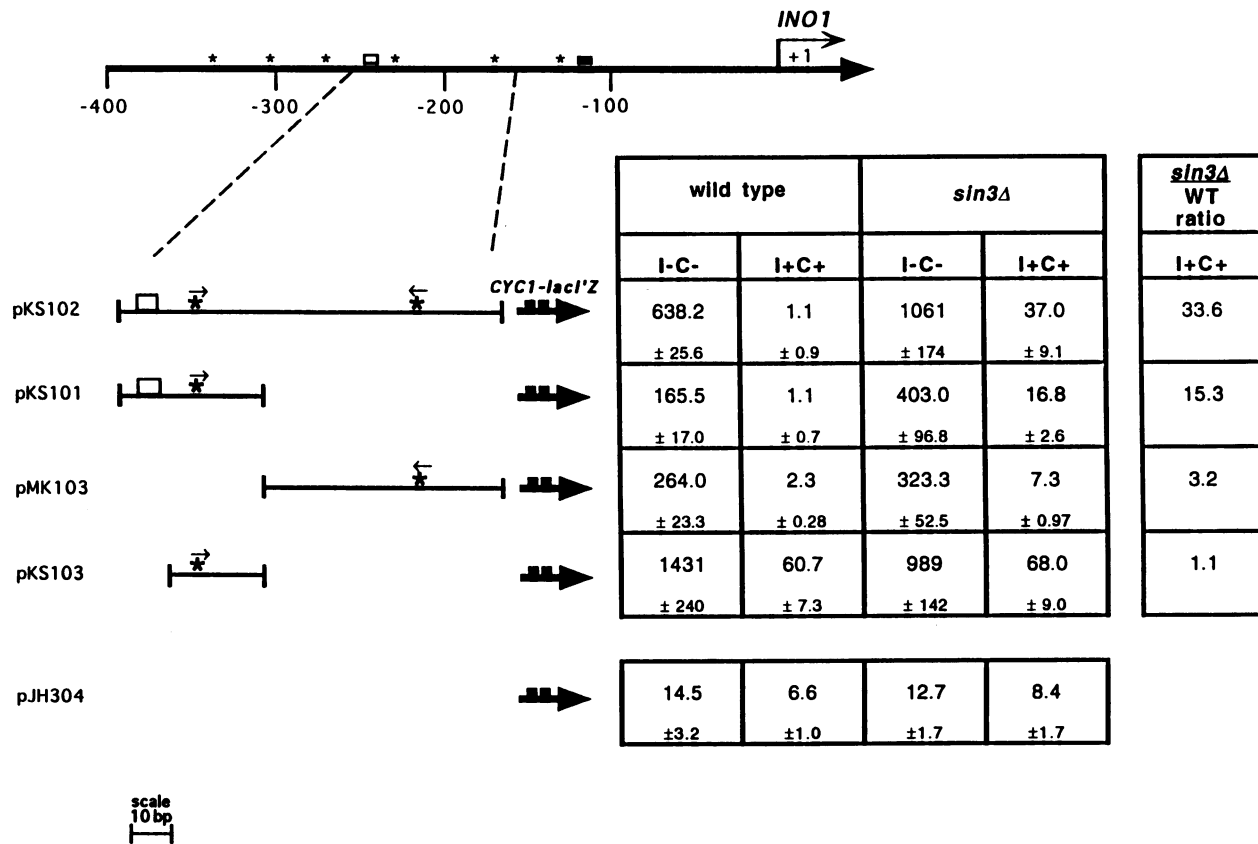 INO1
* * * * * *
+1
-400 -300 -200 -100
wild type sin3Δ sin3Δ
WT
ratio
I-C- I+C+ I-C- I+C+ I+C+
CYC1-lacI'Z
pKS102 * * 638.2 1.1 1061 37.0 33.6
± 25.6 ± 0.9 ± 174 ± 9.1
pKS101 * 165.5 1.1 403.0 16.8 15.3
± 17.0 ± 0.7 ± 96.8 ± 2.6
pMK103 * 264.0 2.3 323.3 7.3 3.2
± 23.3 ± 0.28 ± 52.5 ± 0.97
pKS103 * 1431 60.7 989 68.0 1.1
± 240 ± 7.3 ± 142 ± 9.0
pJH304 14.5 6.6 12.7 8.4
±3.2 ±1.0 ±1.7 ±1.7
scale
10 bp